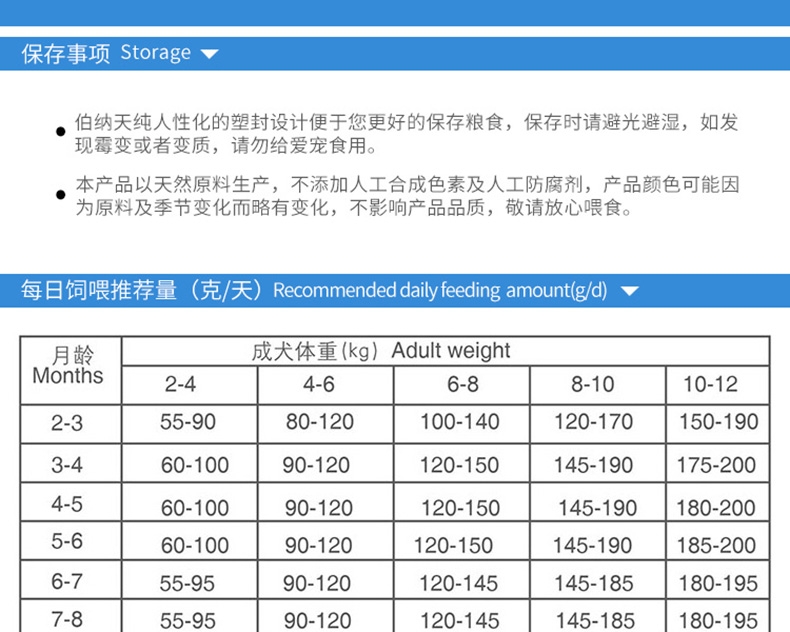 保存事项 Storage
伯纳天纯人性化的塑封设计便于您更好的保存粮食，保存时请避光避湿，如发
现霉变或者变质，请勿给爱宠食用。
本产品以天然原料生产，不添加人工合成色素及人工防腐剂，产品颜色可能因
为原料及季节变化而略有变化，不影响产品品质，敬请放心喂食。
每日饲喂推荐量（克/天）Recommended daily feeding amount(g/d)
月龄 成犬体重(kg) Adult weight
Months 2-4 4-6 6-8 8-10 10-12
2-3 55-90 80-120 100-140 120-170 150-190
3-4 60-100 90-120 120-150 145-190 175-200
4-5 60-100 90-120 120-150 145-190 180-200
5-6 60-100 90-120 120-150 145-190 185-200
6-7 55-95 90-120 120-145 145-185 180-195
7-8 55-95 90-120 120-145 145-185 180-195